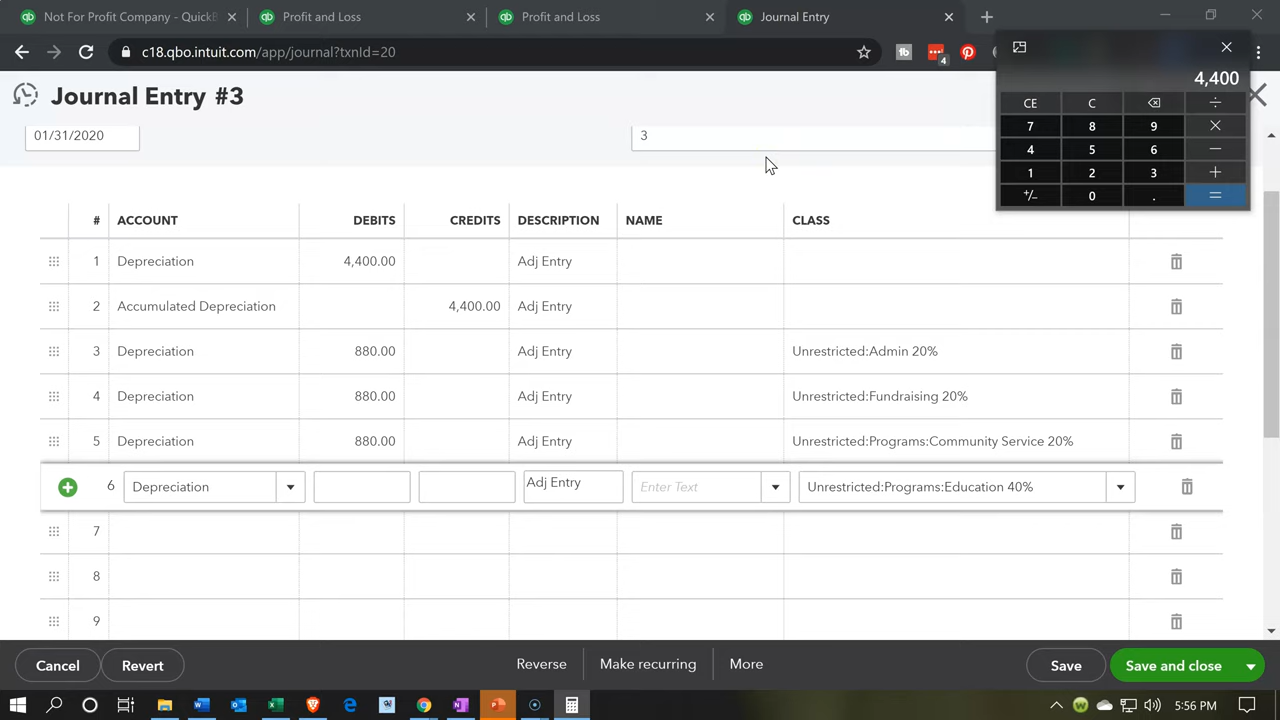 Not For Profit Company - QuickB
Profit and Loss
Profit and Loss
Journal Entry
c18.qbo.intuit.com/app/journal?txnId=20
4
4,400
CE C ÷
7 8 9 ×
4 5 6 −
1 2 3 +
+/− 0 . =
Journal Entry #3
01/31/2020
3
# ACCOUNT DEBITS CREDITS DESCRIPTION NAME CLASS
1 Depreciation 4,400.00 Adj Entry
2 Accumulated Depreciation 4,400.00 Adj Entry
3 Depreciation 880.00 Adj Entry Unrestricted:Admin 20%
4 Depreciation 880.00 Adj Entry Unrestricted:Fundraising 20%
5 Depreciation 880.00 Adj Entry Unrestricted:Programs:Community Service 20%
6 Depreciation Adj Entry Enter Text Unrestricted:Programs:Education 40%
7
8
9
Cancel Revert Reverse Make recurring More Save Save and close
5:56 PM